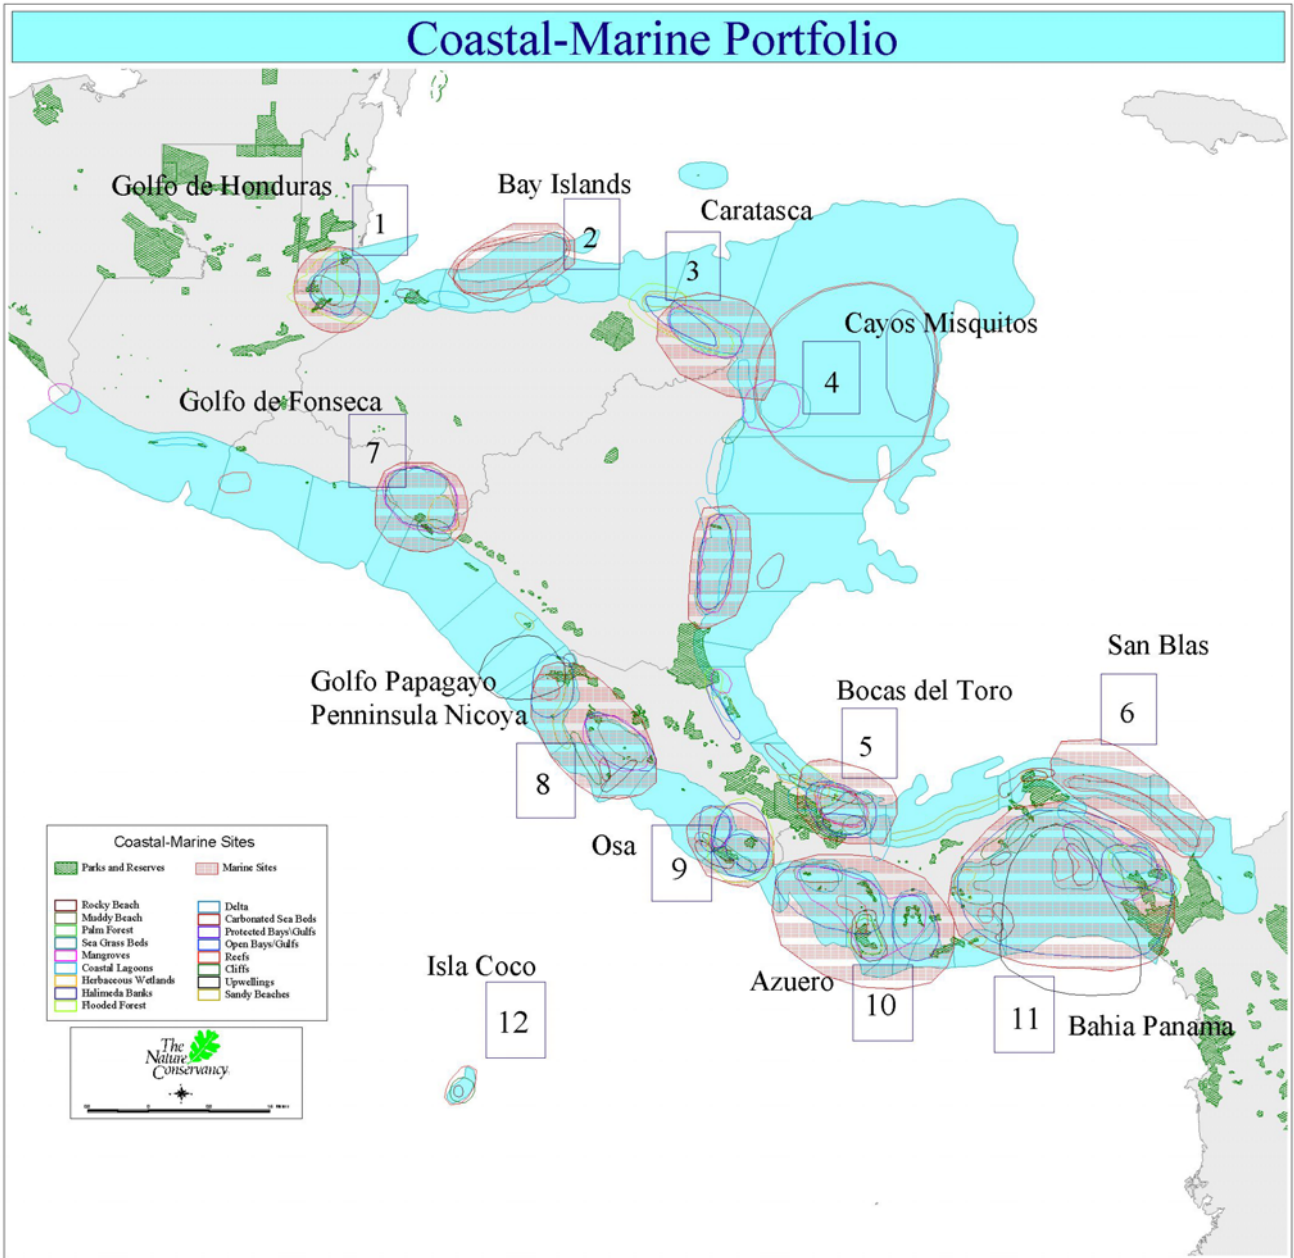 Coastal-Marine Portfolio
Golfo de Honduras
1
Bay Islands
2
Caratasca
3
Cayos Misquitos
4
Golfo de Fonseca
7
San Blas
6
Golfo Papagayo
Penninsula Nicoya
8
Bocas del Toro
5
Osa
9
Azuero
10
11
Bahia Panama
Isla Coco
12
Coastal-Marine Sites
Parks and Reserves
Marine Sites
Rocky Beach
Muddy Beach
Palm Forest
Sea Grass Beds
Mangroves
Coastal Lagoons
Herbaceous Wetlands
Halimeda Banks
Flooded Forest
Delta
Carbonated Sea Beds
Protected Bays\Gulfs
Open Bays/Gulfs
Reefs
Cliffs
Upwellings
Sandy Beaches
The
Nature
Conservancy